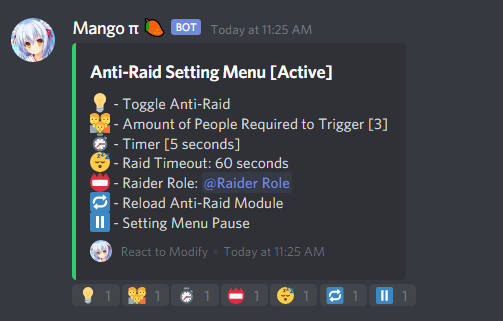 Mango π 🥭 BOT Today at 11:25 AM
Anti-Raid Setting Menu [Active]
💡 - Toggle Anti-Raid
👨‍👩‍👦 - Amount of People Required to Trigger [3]
⏱️ - Timer [5 seconds]
😴 - Raid Timeout: 60 seconds
📛 - Raider Role: @Raider Role
🔁 - Reload Anti-Raid Module
⏸️ - Setting Menu Pause
React to Modify • Today at 11:25 AM
💡 1 👨‍👩‍👦 1 ⏱️ 1 📛 1 😴 1 🔁 1 ⏸️ 1